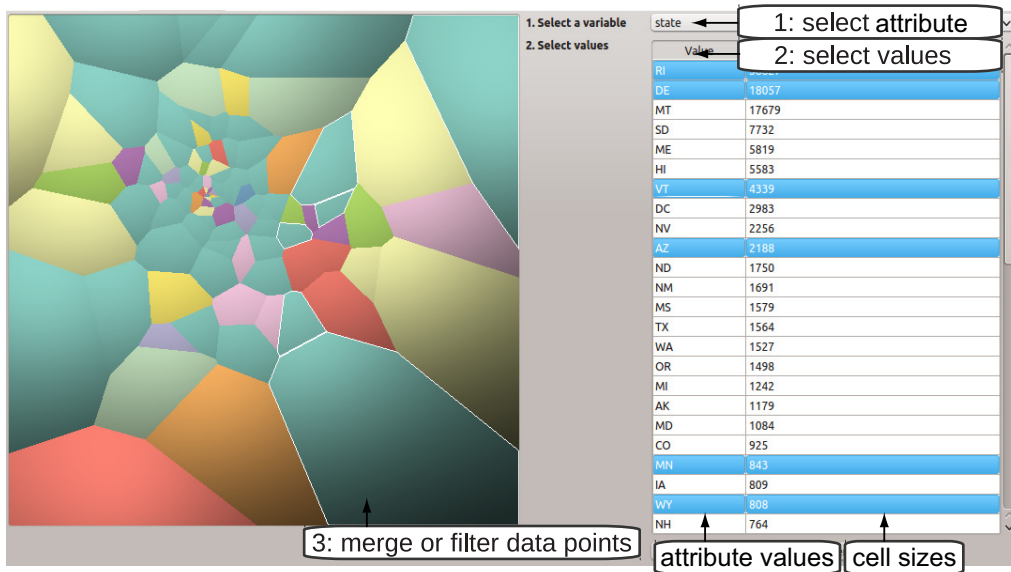 1. Select a variable
state
1: select attribute
2. Select values
Value
2: select values
RI
DE 18057
MT 17679
SD 7732
ME 5819
HI 5583
VT 4339
DC 2983
NV 2256
AZ 2188
ND 1750
NM 1691
MS 1579
TX 1564
WA 1527
OR 1498
MI 1242
AK 1179
MD 1084
CO 925
MN 843
IA 809
WY 808
NH 764
3: merge or filter data points
attribute values
cell sizes